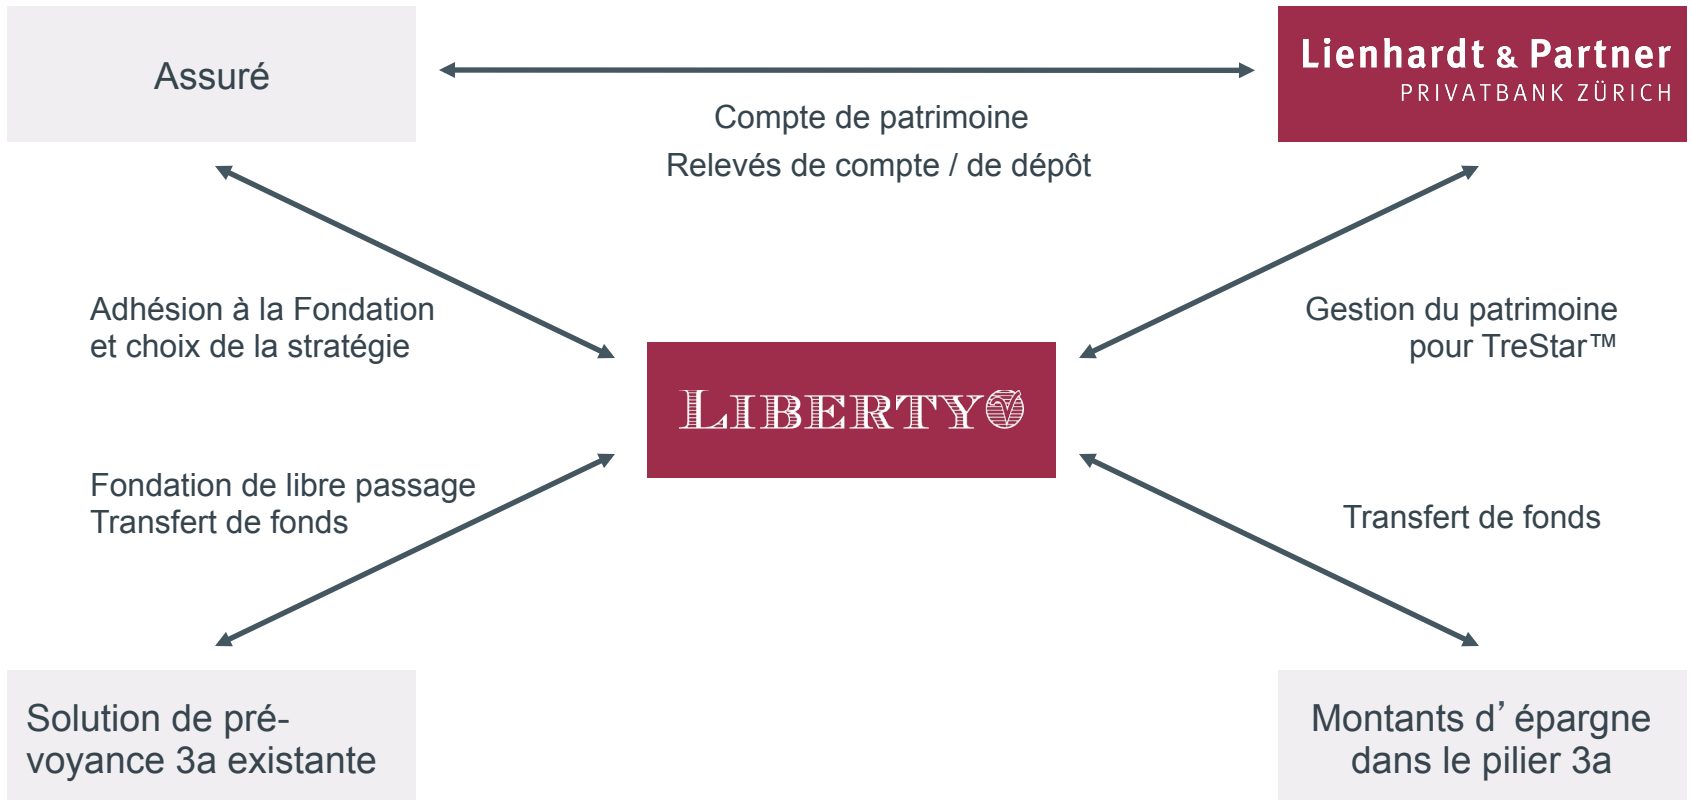 Assuré
Lienhardt & Partner
PRIVATBANK ZÜRICH
Compte de patrimoine
Relevés de compte / de dépôt
Adhésion à la Fondation
et choix de la stratégie
Gestion du patrimoine
pour TreStar™
LIBERTY
Fondation de libre passage
Transfert de fonds
Transfert de fonds
Solution de pré-
voyance 3a existante
Montants d’ épargne
dans le pilier 3a